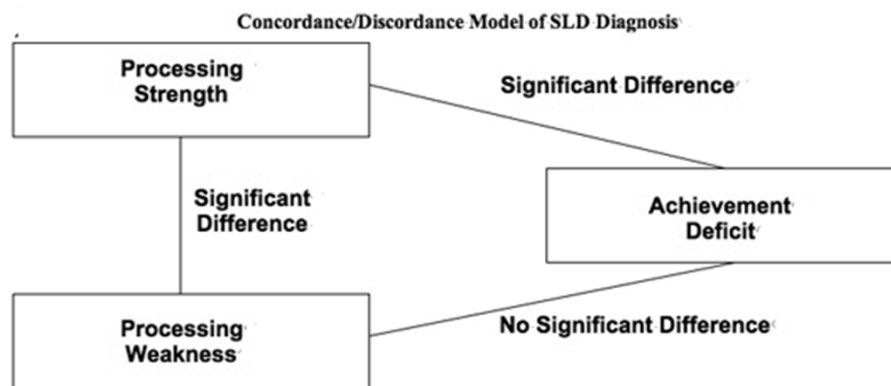 Concordance/Discordance Model of SLD Diagnosis
Processing
Strength
Significant Difference
Significant
Difference
Achievement
Deficit
Processing
Weakness
No Significant Difference